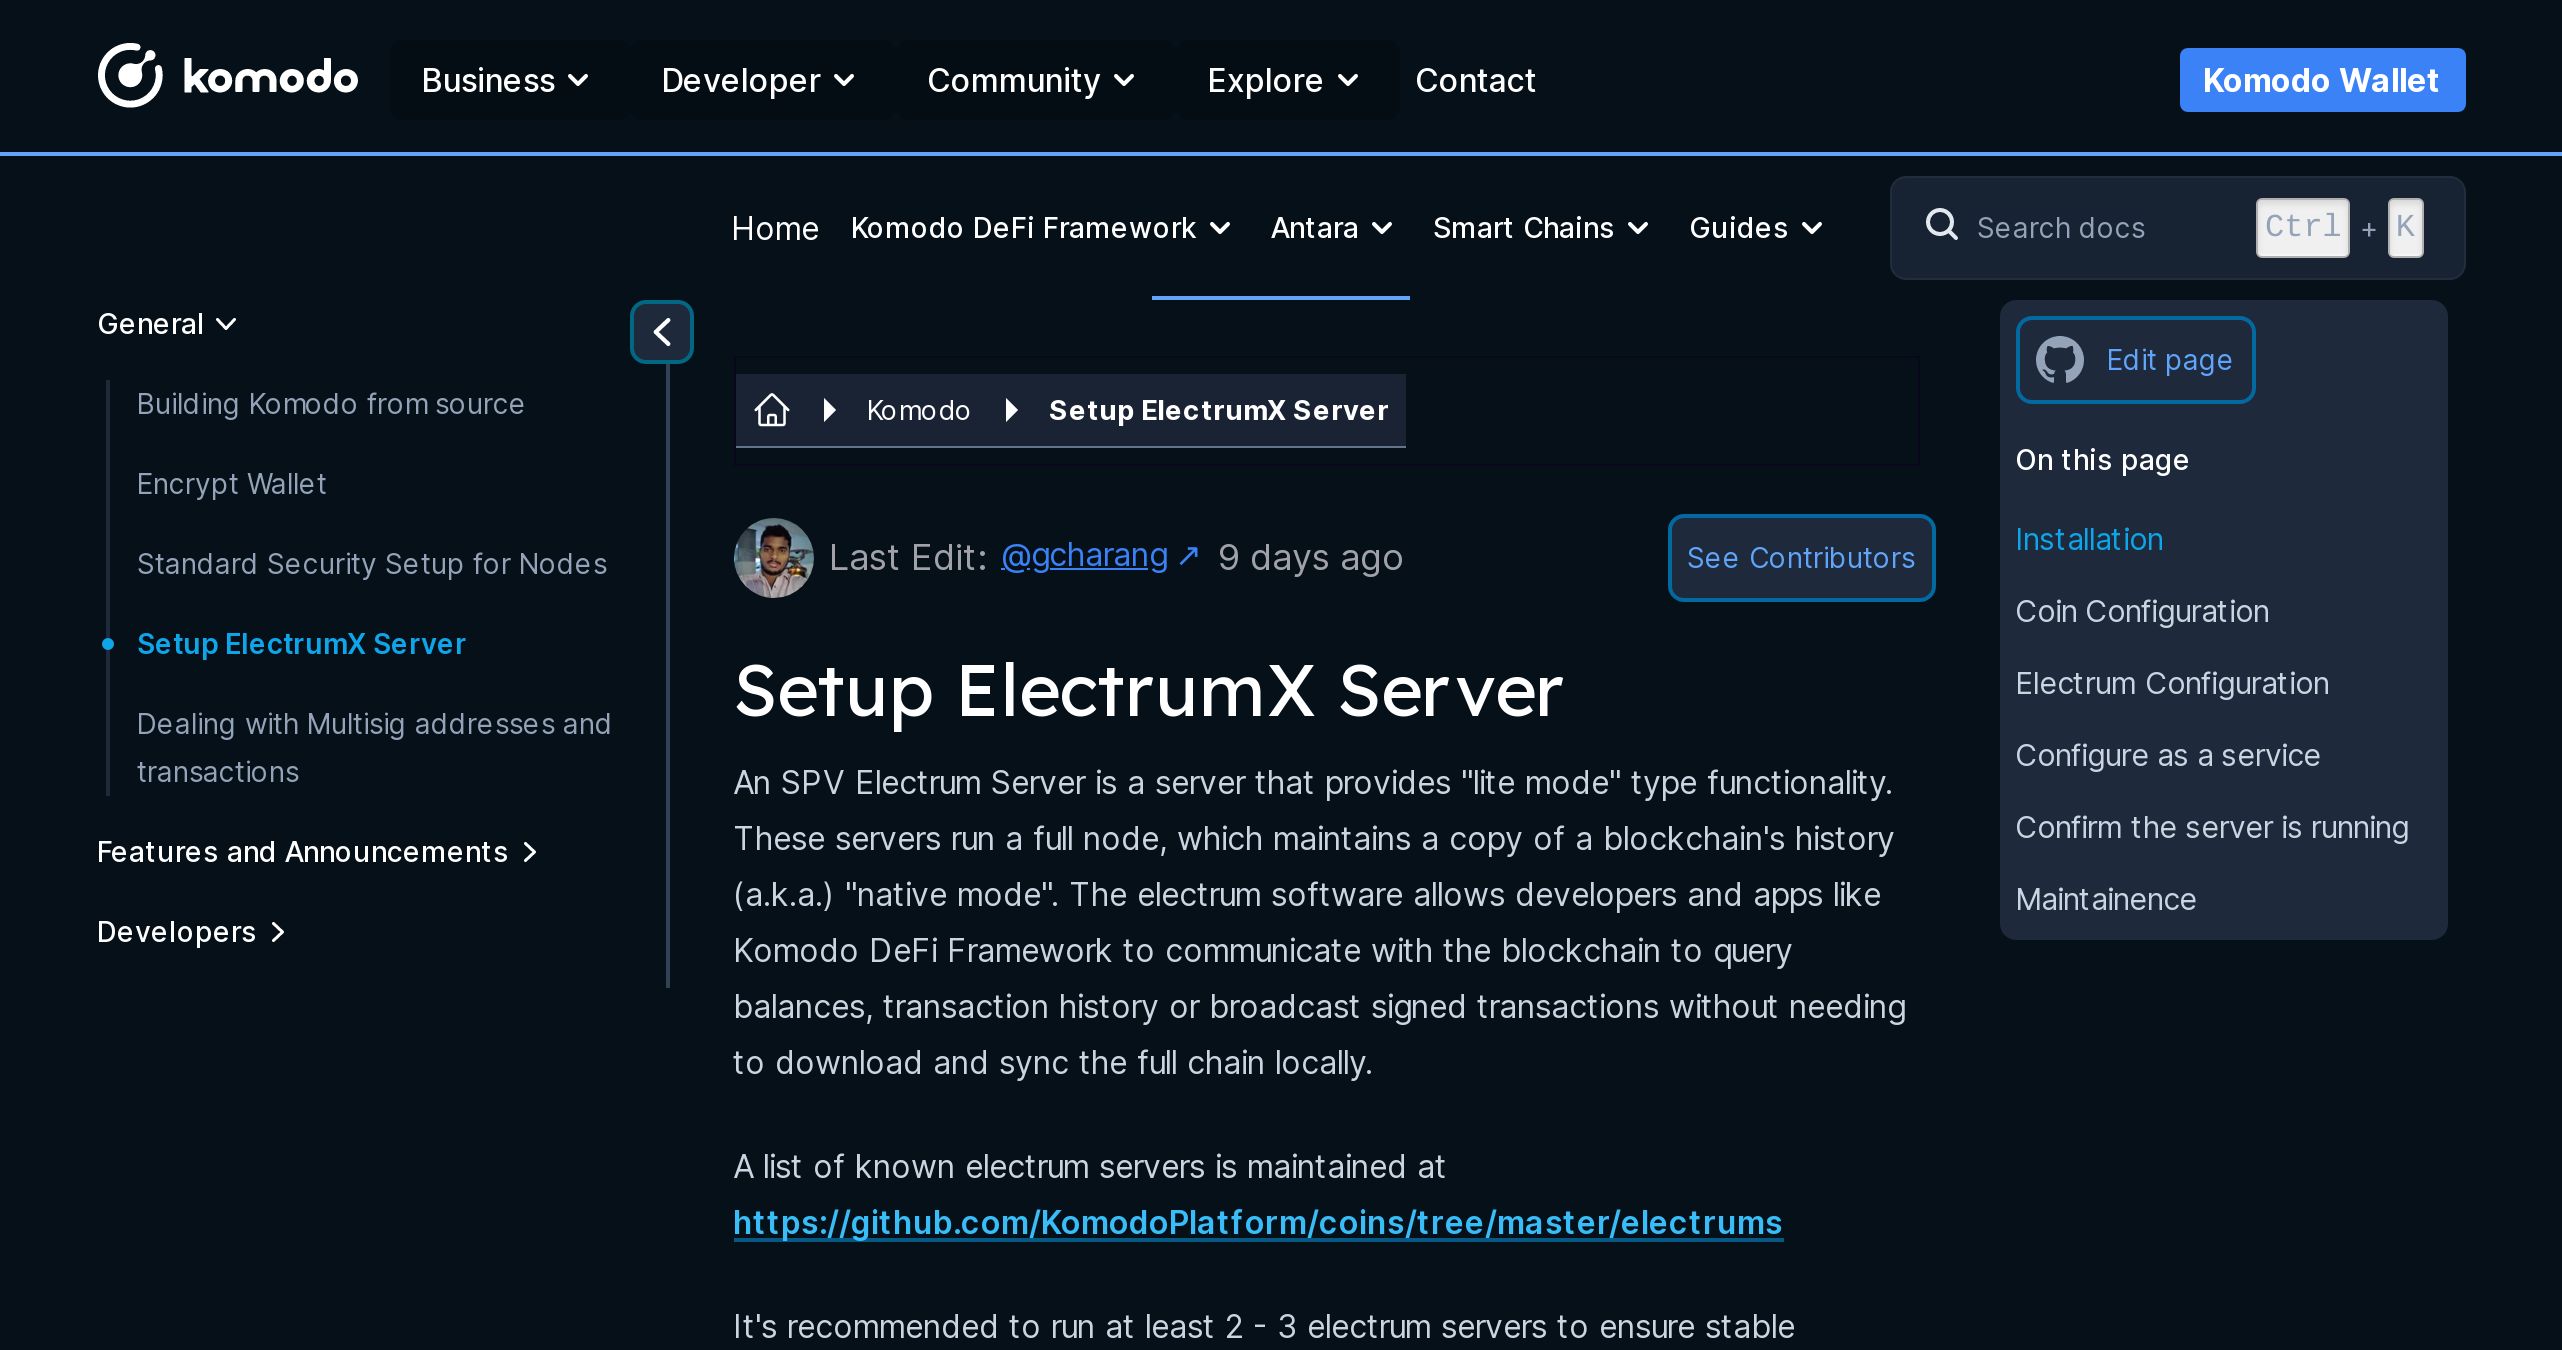 komodo
Business
Developer
Community
Explore
Contact
Komodo Wallet
Home
Komodo DeFi Framework
Antara
Smart Chains
Guides
Search docs
Ctrl + K
General
Building Komodo from source
Encrypt Wallet
Standard Security Setup for Nodes
Setup ElectrumX Server
Dealing with Multisig addresses and
transactions
Features and Announcements
Developers
Komodo
Setup ElectrumX Server
Last Edit: @gcharang ↗ 9 days ago
See Contributors
Setup ElectrumX Server
An SPV Electrum Server is a server that provides "lite mode" type functionality.
These servers run a full node, which maintains a copy of a blockchain's history
(a.k.a.) "native mode". The electrum software allows developers and apps like
Komodo DeFi Framework to communicate with the blockchain to query
balances, transaction history or broadcast signed transactions without needing
to download and sync the full chain locally.
A list of known electrum servers is maintained at
https://github.com/KomodoPlatform/coins/tree/master/electrums
It's recommended to run at least 2 - 3 electrum servers to ensure stable
Edit page
On this page
Installation
Coin Configuration
Electrum Configuration
Configure as a service
Confirm the server is running
Maintainence